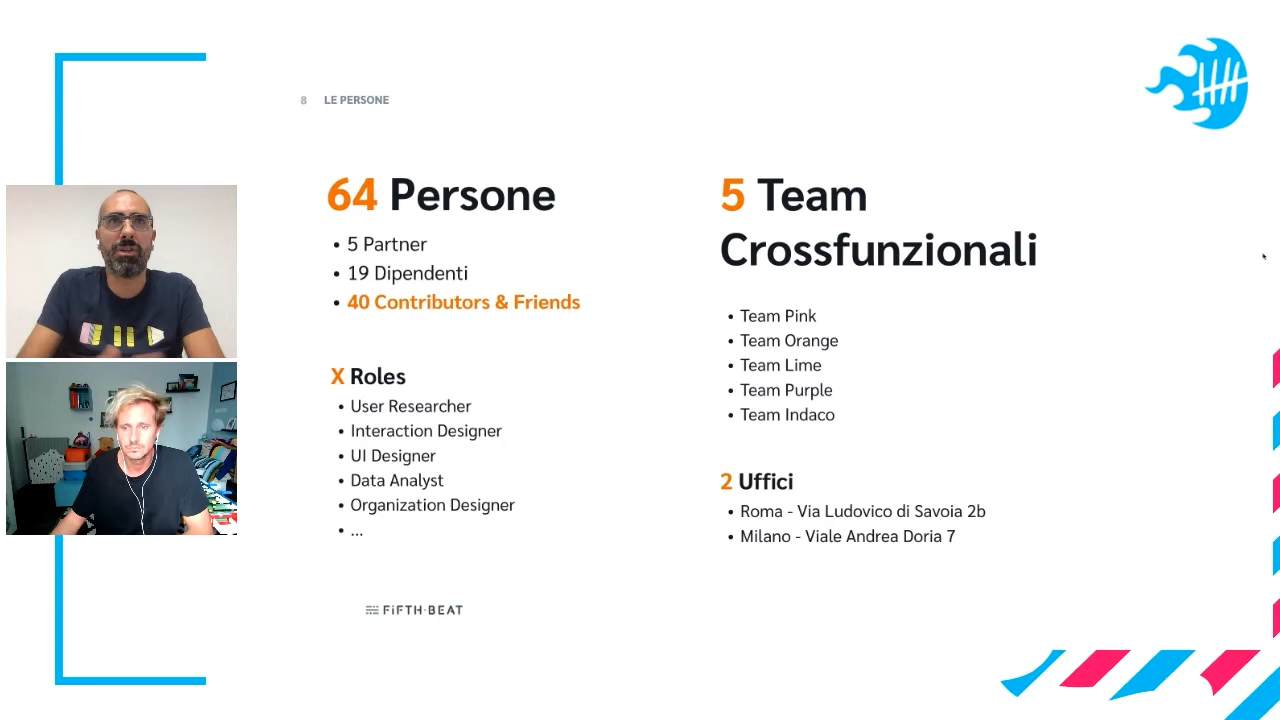 8 LE PERSONE
64 Persone
• 5 Partner
• 19 Dipendenti
• 40 Contributors & Friends
X Roles
• User Researcher
• Interaction Designer
• UI Designer
• Data Analyst
• Organization Designer
• ...
5 Team
Crossfunzionali
• Team Pink
• Team Orange
• Team Lime
• Team Purple
• Team Indaco
2 Uffici
• Roma - Via Ludovico di Savoia 2b
• Milano - Viale Andrea Doria 7
FiFTH·BEAT